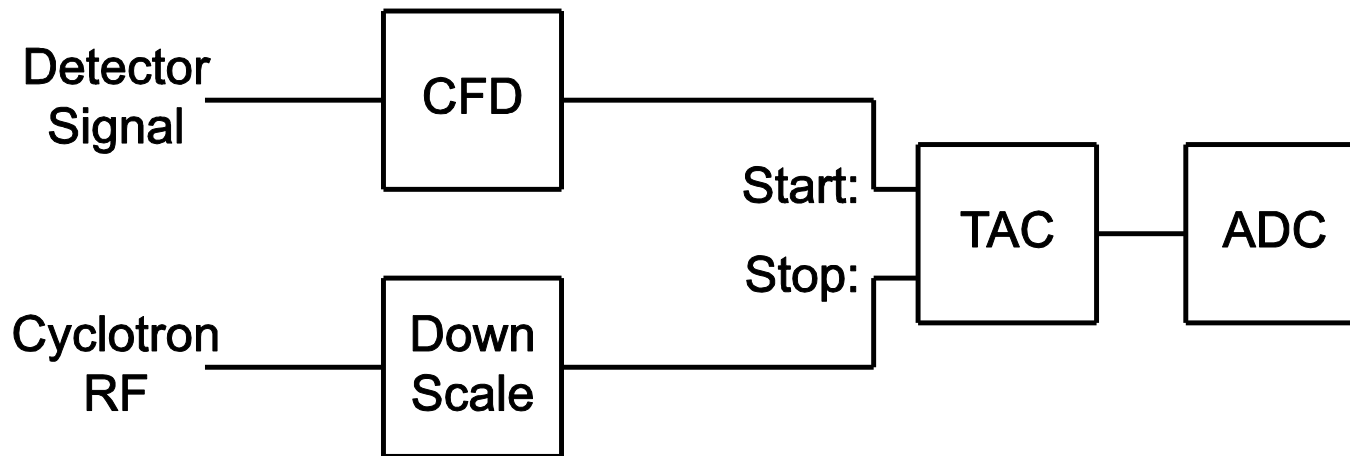 Detector
Signal
CFD
Start:
Stop:
TAC
ADC
Cyclotron
RF
Down
Scale